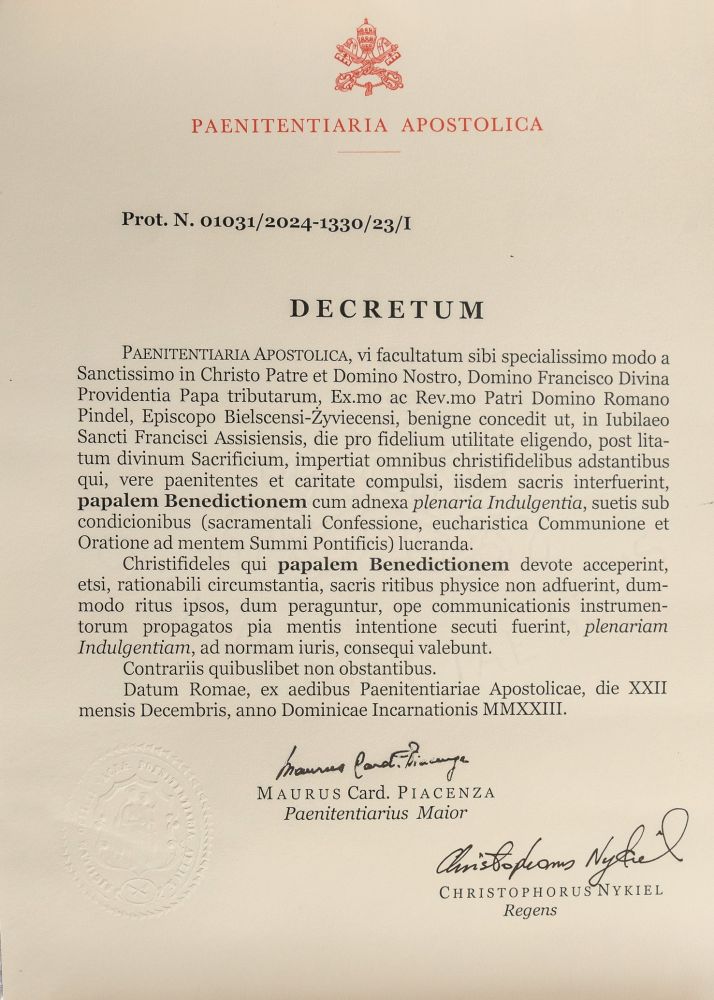 PAENITENTIARIA APOSTOLICA
Prot. N. 01031/2024-1330/23/I
DECRETUM
PAENITENTIARIA APOSTOLICA, vi facultatum sibi specialissimo modo a
Sanctissimo in Christo Patre et Domino Nostro, Domino Francisco Divina
Providentia Papa tributarum, Ex.mo ac Rev.mo Patri Domino Romano
Pindel, Episcopo Bielscensi-Żyviecensi, benigne concedit ut, in Iubilaeo
Sancti Francisci Assisiensis, die pro fidelium utilitate eligendo, post lita-
tum divinum Sacrificium, impertiat omnibus christifidelibus adstantibus
qui, vere paenitentes et caritate compulsi, iisdem sacris interfuerint,
papalem Benedictionem cum adnexa plenaria Indulgentia, suetis sub
condicionibus (sacramentali Confessione, eucharistica Communione et
Oratione ad mentem Summi Pontificis) lucranda.
Christifideles qui papalem Benedictionem devote acceperint,
etsi, rationabili circumstantia, sacris ritibus physice non adfuerint, dum-
modo ritus ipsos, dum peraguntur, ope communicationis instrumen-
torum propagatos pia mentis intentione secuti fuerint, plenariam
Indulgentiam, ad normam iuris, consequi valebunt.
Contrariis quibuslibet non obstantibus.
Datum Romae, ex aedibus Paenitentiariae Apostolicae, die XXII
mensis Decembris, anno Dominicae Incarnationis MMXXIII.
Maurus Card. Piacenza
MAURUS Card. PIACENZA
Paenitentiarius Maior
Christophorus Nykiel
CHRISTOPHORUS NYKIEL
Regens